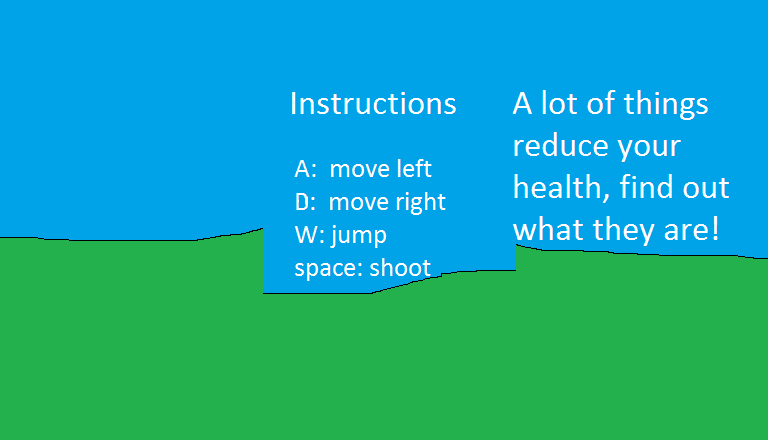 Instructions
A: move left
D: move right
W: jump
space: shoot
A lot of things
reduce your
health, find out
what they are!